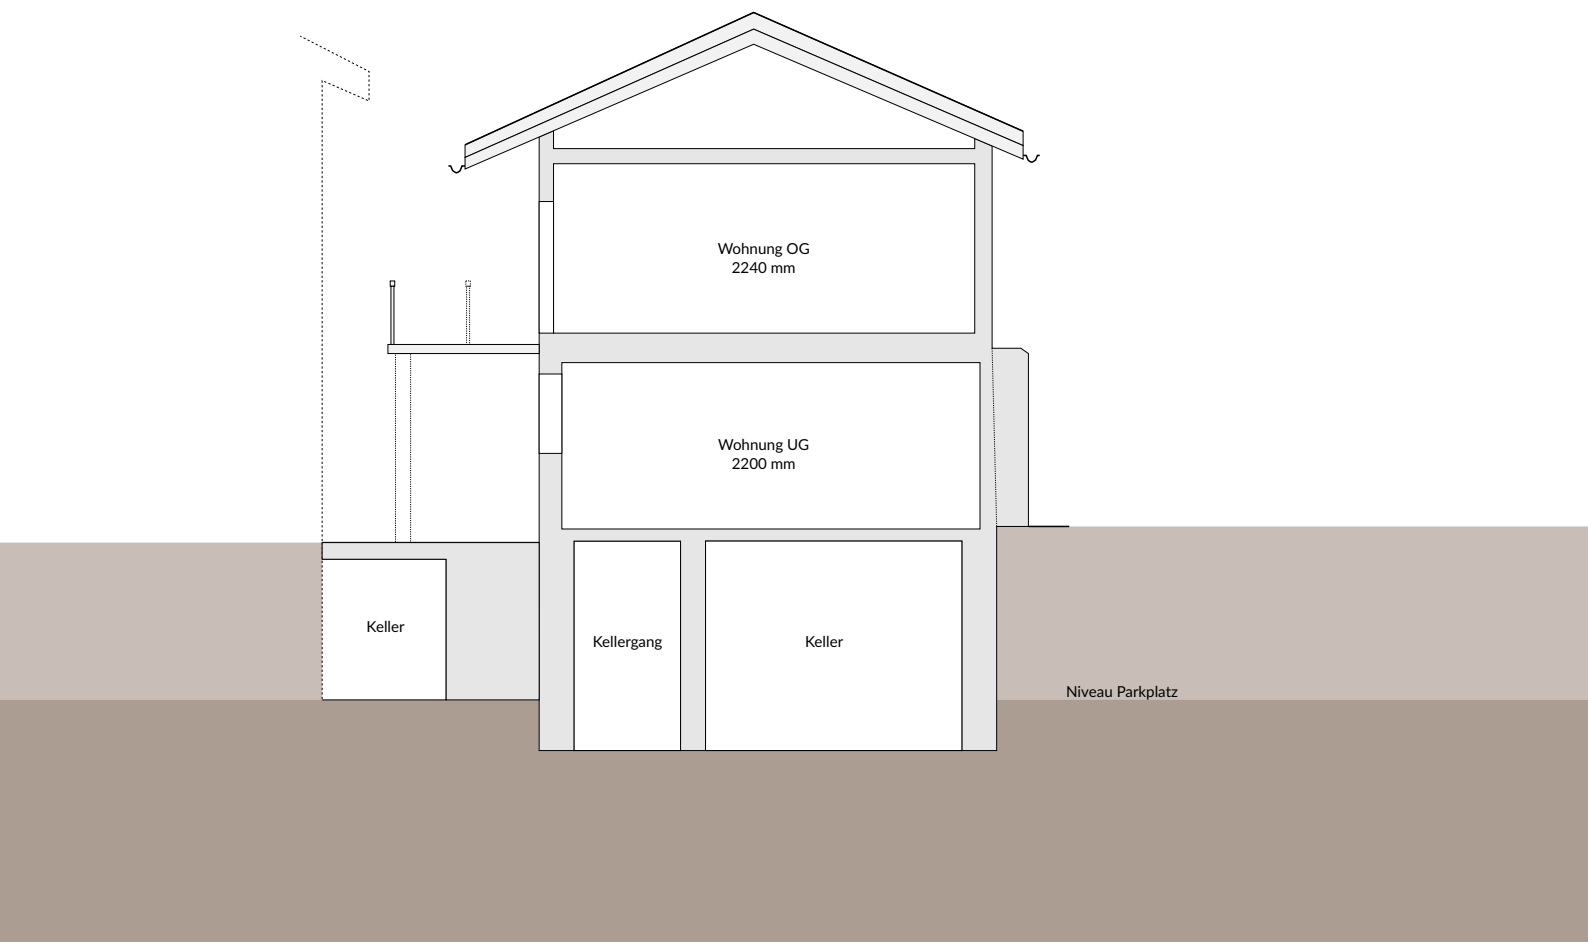 Wohnung OG
2240 mm
Wohnung UG
2200 mm
Keller
Kellergang
Keller
Niveau Parkplatz